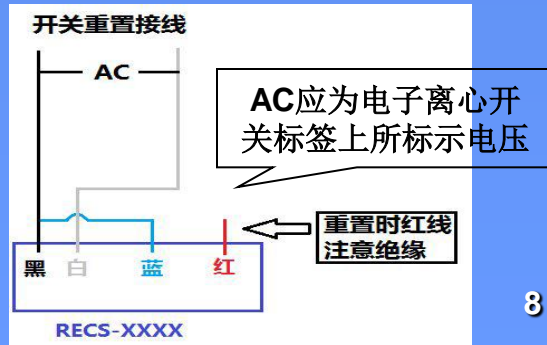 开关重置接线
AC
AC应为电子离心开
关标签上所标示电压
重置时红线
注意绝缘
黑 白 蓝 红
RECS-XXXX
8